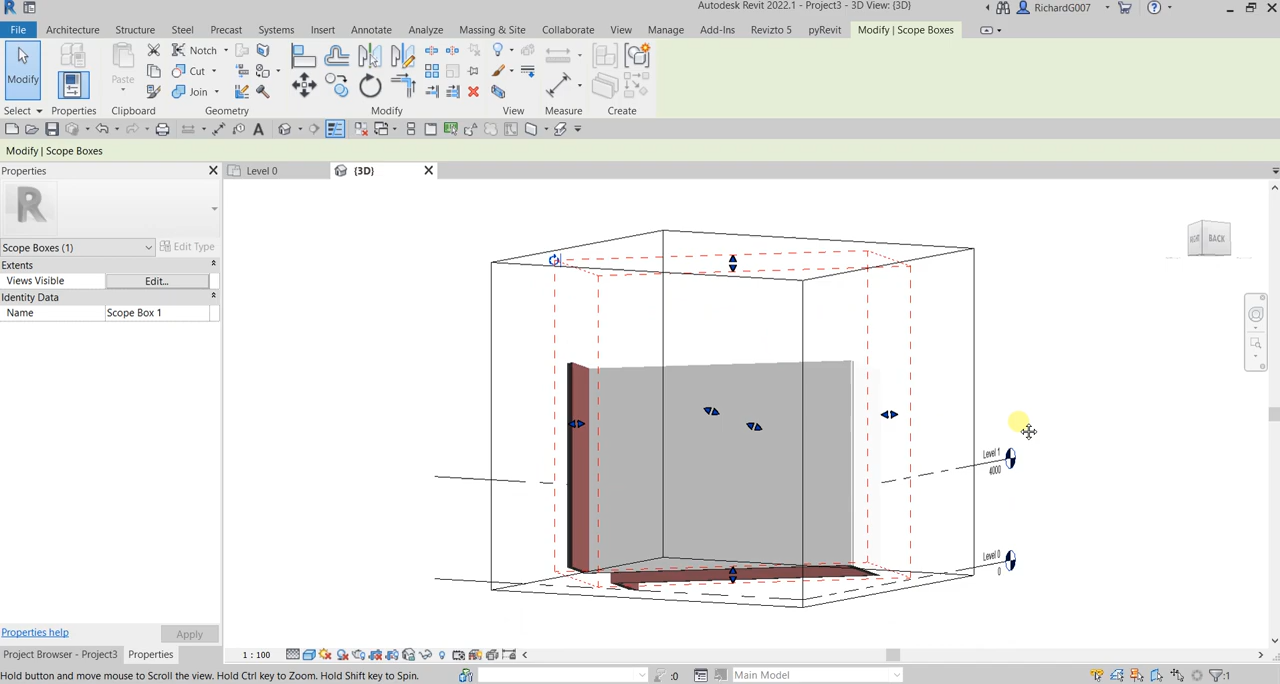 Autodesk Revit 2022.1 - Project3 - 3D View: {3D}
RichardG007
File Architecture Structure Steel Precast Systems Insert Annotate Analyze Massing & Site Collaborate View Manage Add-Ins Revizto 5 pyRevit Modify | Scope Boxes
Modify Paste Notch Cut Join
Select Properties Clipboard Geometry Modify View Measure Create
Modify | Scope Boxes
Properties
Level 0
{3D}
Scope Boxes (1)
Edit Type
Extents
Views Visible Edit...
Identity Data
Name Scope Box 1
RIGHT BACK
Level 1
4000
Level 0
0
Properties help
Apply
Project Browser - Project3 Properties
1 : 100
Hold button and move mouse to Scroll the view. Hold Ctrl key to Zoom. Hold Shift key to Spin.
:0
Main Model
:1